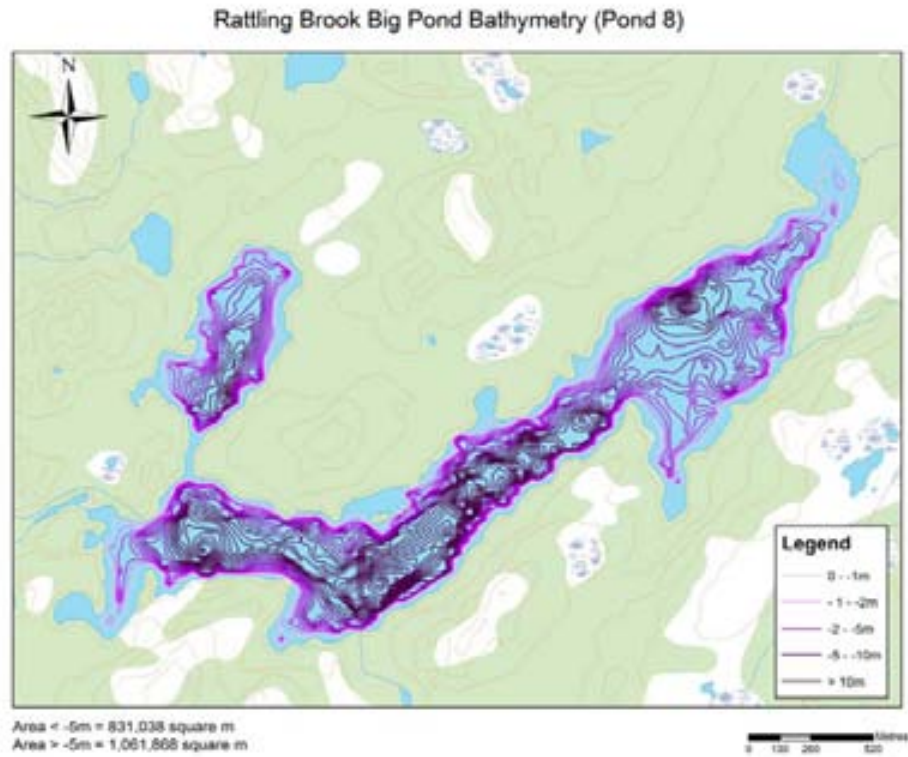 Rattling Brook Big Pond Bathymetry (Pond 8)
N
Legend
0 - -1m
-1 - -2m
-2 - -5m
-5 - -10m
> 10m
Area < -5m = 831,038 square m
Area > -5m = 1,061,868 square m
Metres
0 130 260 520